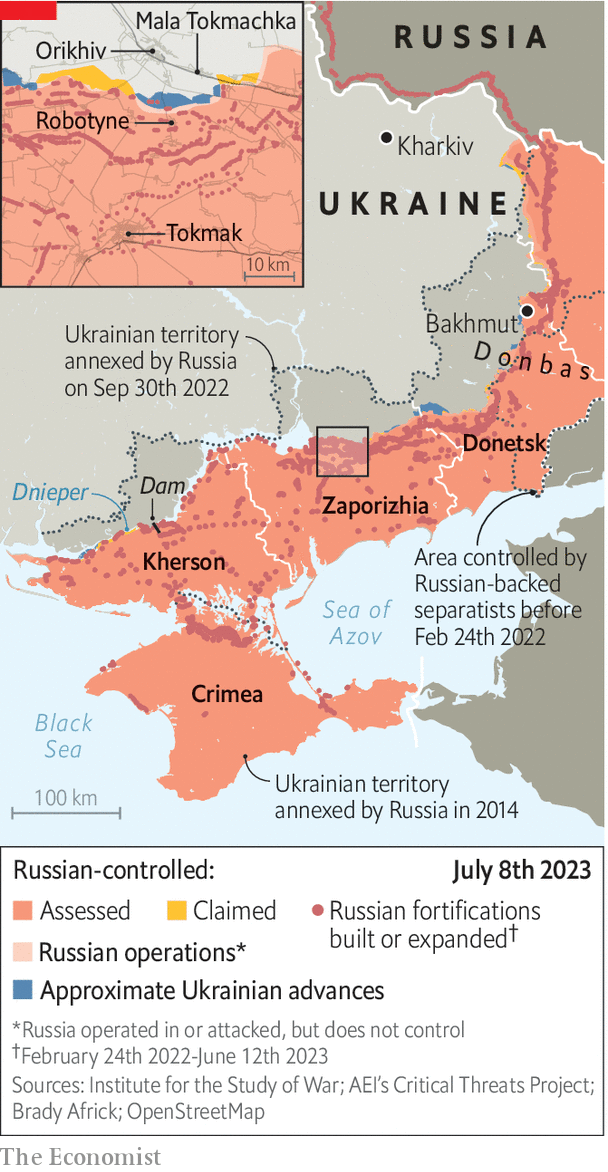 Mala Tokmachka
Orikhiv
Robotyne
Tokmak
10 km
RUSSIA
Kharkiv
UKRAINE
Bakhmut
Donbas
Ukrainian territory
annexed by Russia
on Sep 30th 2022
Donetsk
Dnieper
Dam
Zaporizhia
Kherson
Area controlled by
Russian-backed
separatists before
Feb 24th 2022
Sea of
Azov
Crimea
Black
Sea
Ukrainian territory
annexed by Russia in 2014
100 km
Russian-controlled:
July 8th 2023
Assessed
Claimed
Russian fortifications
built or expanded†
Russian operations*
Approximate Ukrainian advances
*Russia operated in or attacked, but does not control
†February 24th 2022-June 12th 2023
Sources: Institute for the Study of War; AEI’s Critical Threats Project;
Brady Africk; OpenStreetMap
The Economist